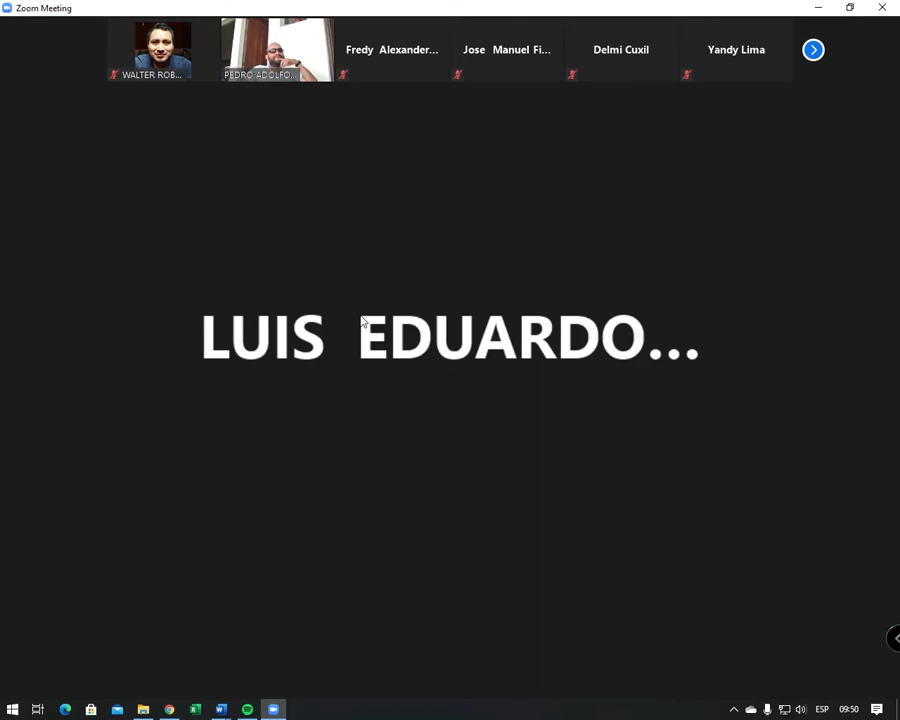 Zoom Meeting
WALTER ROB...
PEDRO ADOLFO...
Fredy Alexander...
Jose Manuel Fi...
Delmi Cuxil
Yandy Lima
LUIS EDUARDO...
ESP
09:50